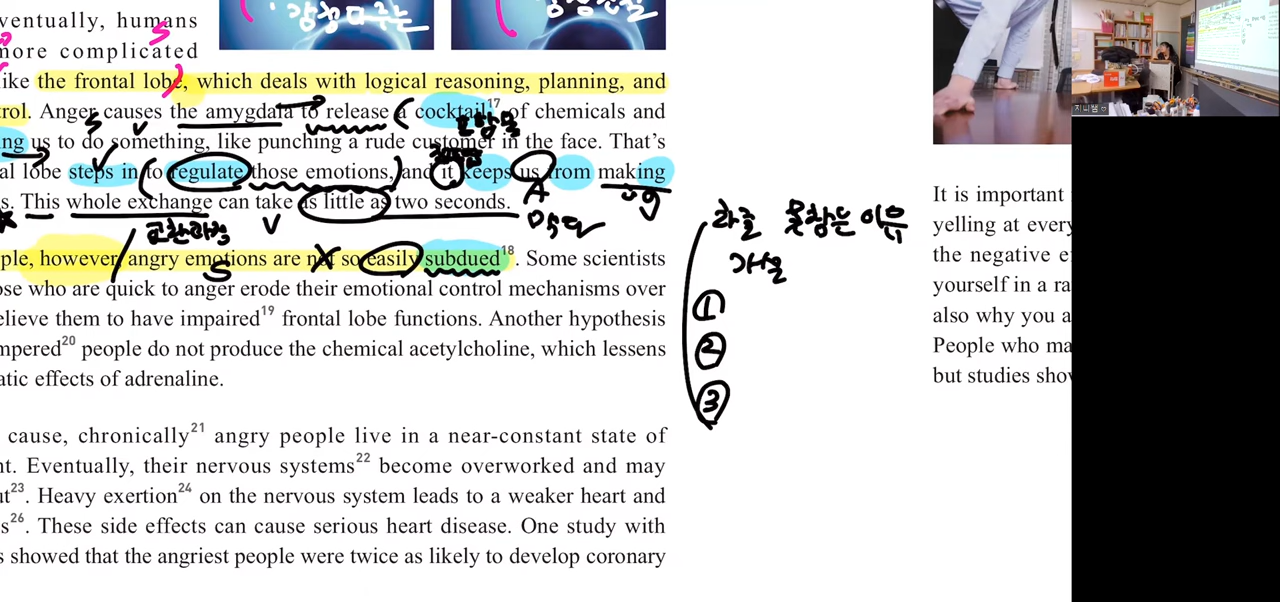 ventually, humans
more complicated
ike the frontal lobe, which deals with logical reasoning, planning, and
rol. Anger causes the amygdala to release a cocktail17 of chemicals and
ng us to do something, like punching a rude customer in the face. That's
al lobe steps in to regulate those emotions, and it keeps us from making
s. This whole exchange can take as little as two seconds.
교환과정
ple, however, angry emotions are not so easily subdued18. Some scientists
ose who are quick to anger erode their emotional control mechanisms over
elieve them to have impaired19 frontal lobe functions. Another hypothesis
mpered20 people do not produce the chemical acetylcholine, which lessens
atic effects of adrenaline.
cause, chronically21 angry people live in a near-constant state of
nt. Eventually, their nervous systems22 become overworked and may
ut23. Heavy exertion24 on the nervous system leads to a weaker heart and
s26. These side effects can cause serious heart disease. One study with
s showed that the angriest people were twice as likely to develop coronary
화를 못참은 이유
가설
①
②
③
지니쌤
It is important
yelling at every
the negative e
yourself in a ra
also why you a
People who ma
but studies show